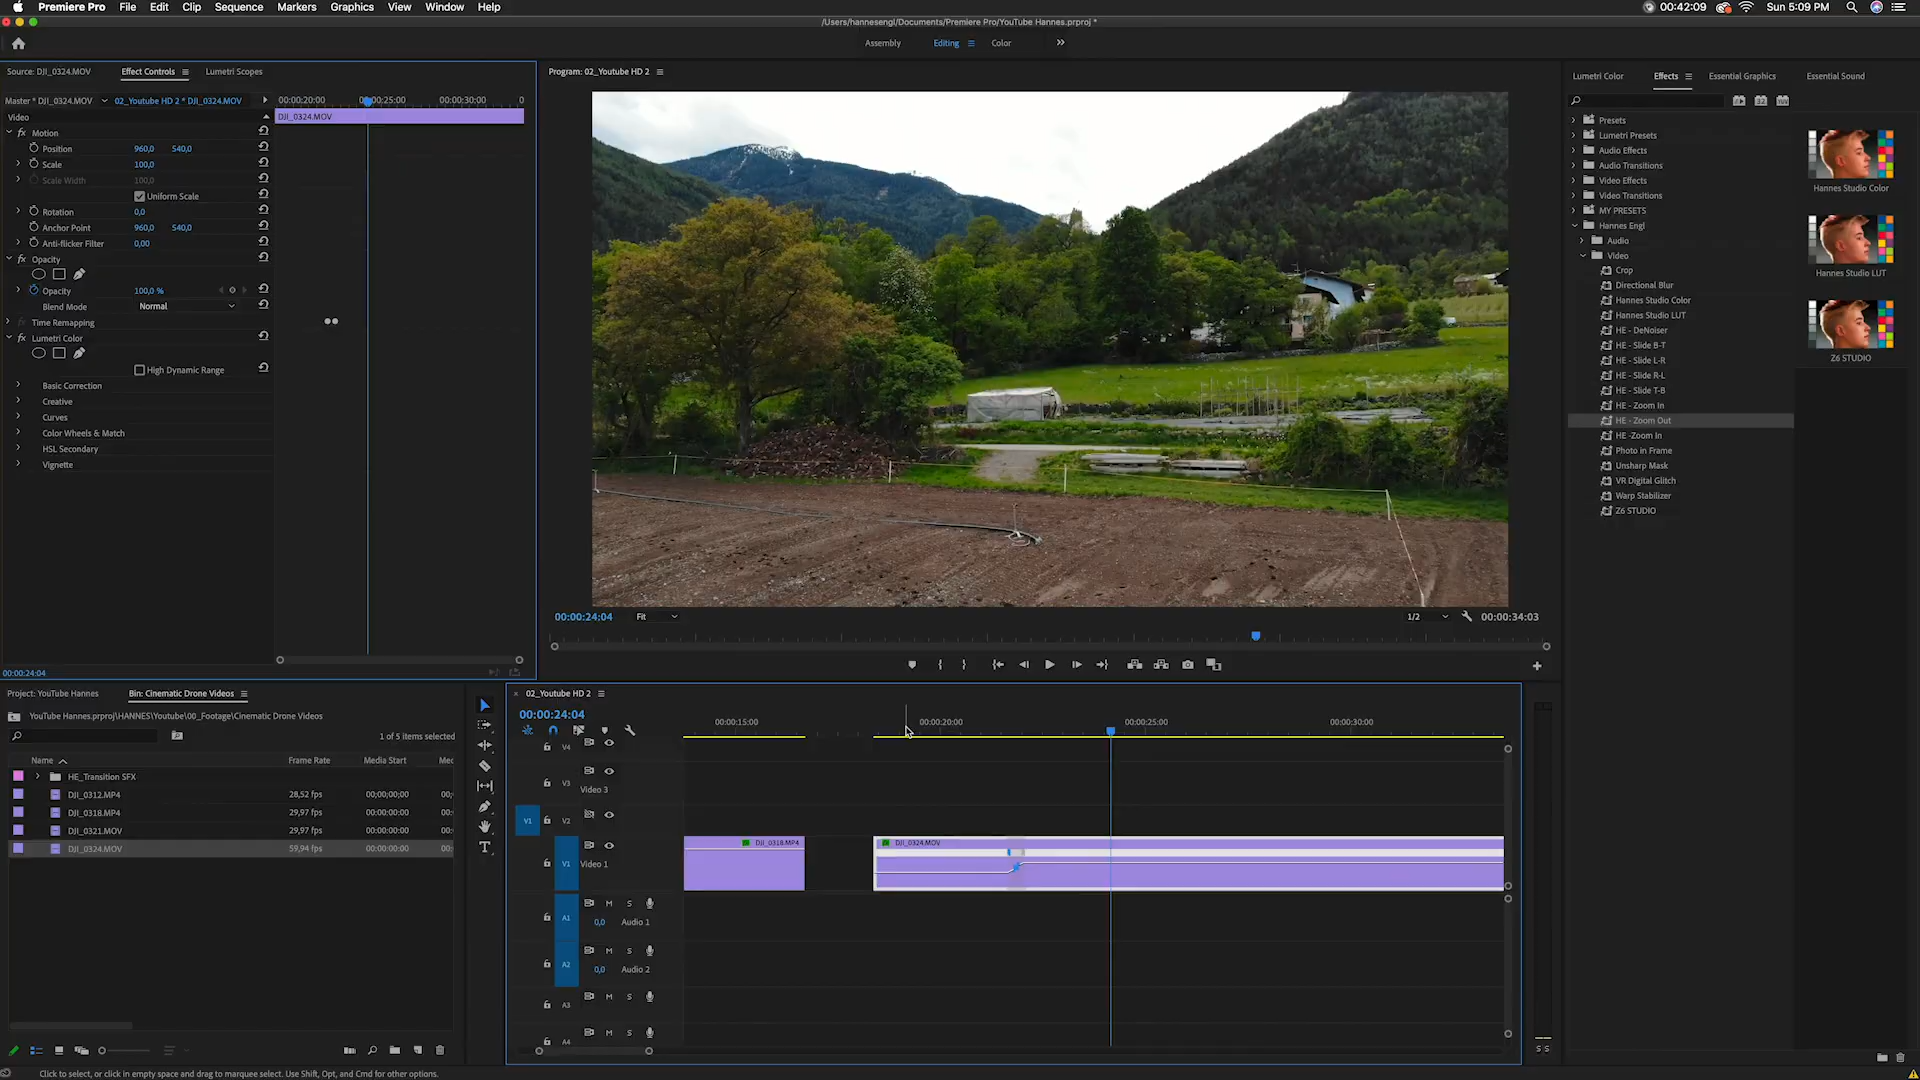 Premiere Pro File Edit Clip Sequence Markers Graphics View Window Help 00:42:09 Sun 5:09 PM
/Users/hannesengl/Documents/Premiere Pro/YouTube Hannes.prproj *
Assembly Editing Color
Source: DJI_0324.MOV Effect Controls Lumetri Scopes
Program: 02_Youtube HD 2
Lumetri Color Effects Essential Graphics Essential Sound
Master * DJI_0324.MOV 02_Youtube HD 2 * DJI_0324.MOV
00:00:20:00 00:00:25:00 00:00:30:00 0
Video
DJI_0324.MOV
fx Motion
Position 960,0 540,0
Scale 100,0
Scale Width 100,0
Uniform Scale
Rotation 0,0
Anchor Point 960,0 540,0
Anti-flicker Filter 0,00
fx Opacity
Opacity 100,0 %
Blend Mode Normal
Time Remapping
fx Lumetri Color
High Dynamic Range
Basic Correction
Creative
Curves
Color Wheels & Match
HSL Secondary
Vignette
00:00:24:04
00:00:24:04 Fit 1/2 00:00:34:03
Presets
Lumetri Presets
Audio Effects
Audio Transitions
Video Effects
Video Transitions
MY PRESETS
Hannes Engl
Audio
Video
Crop
Directional Blur
Hannes Studio Color
Hannes Studio LUT
HE - DeNoiser
HE - Slide B-T
HE - Slide L-R
HE - Slide R-L
HE - Slide T-B
HE - Zoom In
HE - Zoom Out
HE -Zoom In
Photo in Frame
Unsharp Mask
VR Digital Glitch
Warp Stabilizer
Z6 STUDIO
32 YUV
Hannes Studio Color
Hannes Studio LUT
Z6 STUDIO
Project: YouTube Hannes Bin: Cinematic Drone Videos
YouTube Hannes.prproj\HANNES\Youtube\00_Footage\Cinematic Drone Videos
1 of 5 items selected
Name Frame Rate Media Start Mec
HE_Transition SFX
DJI_0312.MP4 28,52 fps 00;00;00;00 00;
DJI_0318.MP4 29,97 fps 00:00:00:00 00:
DJI_0321.MOV 29,97 fps 00:00:00:00 00:
DJI_0324.MOV 59,94 fps 00:00:00:00 00:
02_Youtube HD 2
00:00:24:04
00:00:15:00 00:00:20:00 00:00:25:00 00:00:30:00
V4
V3
Video 3
V1 V2
V1 Video 1
DJI_0318.MP4
DJI_0324.MOV
A1 M S
0,0 Audio 1
A2 M S
0,0 Audio 2
A3 M S
A4 M S
S S
Click to select, or click in empty space and drag to marquee select. Use Shift, Opt, and Cmd for other options.